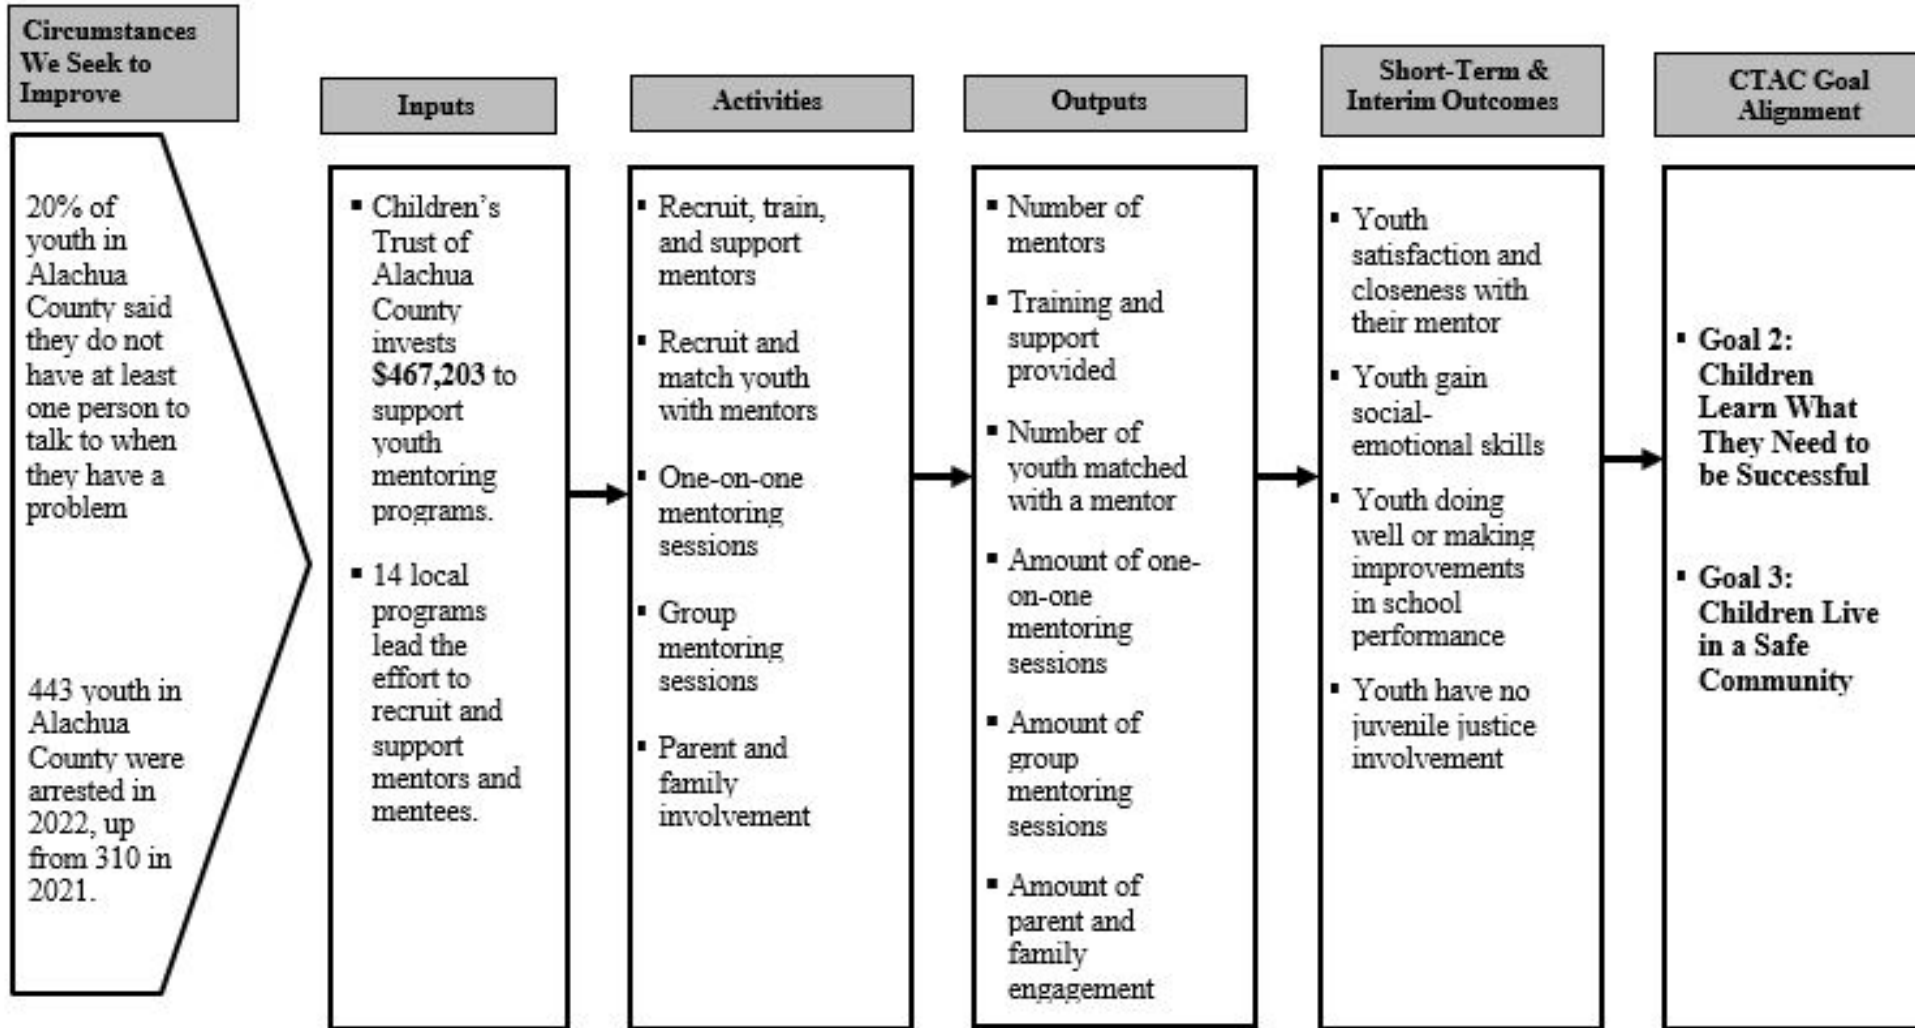 Circumstances
We Seek to
Improve
20% of
youth in
Alachua
County said
they do not
have at least
one person to
talk to when
they have a
problem
443 youth in
Alachua
County were
arrested in
2022, up
from 310 in
2021.
Inputs
▪ Children’s
Trust of
Alachua
County
invests
$467,203 to
support
youth
mentoring
programs.
▪ 14 local
programs
lead the
effort to
recruit and
support
mentors and
mentees.
Activities
▪ Recruit, train,
and support
mentors
▪ Recruit and
match youth
with mentors
▪ One-on-one
mentoring
sessions
▪ Group
mentoring
sessions
▪ Parent and
family
involvement
Outputs
▪ Number of
mentors
▪ Training and
support
provided
▪ Number of
youth matched
with a mentor
▪ Amount of one-
on-one
mentoring
sessions
▪ Amount of
group
mentoring
sessions
▪ Amount of
parent and
family
engagement
Short-Term &
Interim Outcomes
▪ Youth
satisfaction and
closeness with
their mentor
▪ Youth gain
social-
emotional skills
▪ Youth doing
well or making
improvements
in school
performance
▪ Youth have no
juvenile justice
involvement
CTAC Goal
Alignment
▪ Goal 2:
Children
Learn What
They Need to
be Successful
▪ Goal 3:
Children Live
in a Safe
Community